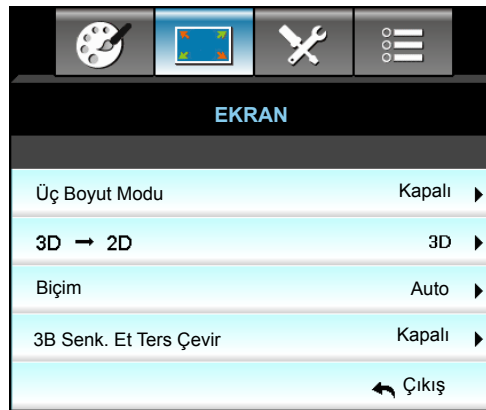 EKRAN
Üç Boyut Modu Kapalı
3D → 2D 3D
Biçim Auto
3B Senk. Et Ters Çevir Kapalı
Çıkış